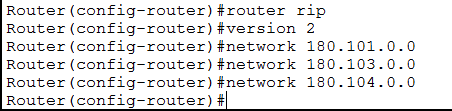 Router(config-router)#router rip
Router(config-router)#version 2
Router(config-router)#network 180.101.0.0
Router(config-router)#network 180.103.0.0
Router(config-router)#network 180.104.0.0
Router(config-router)#